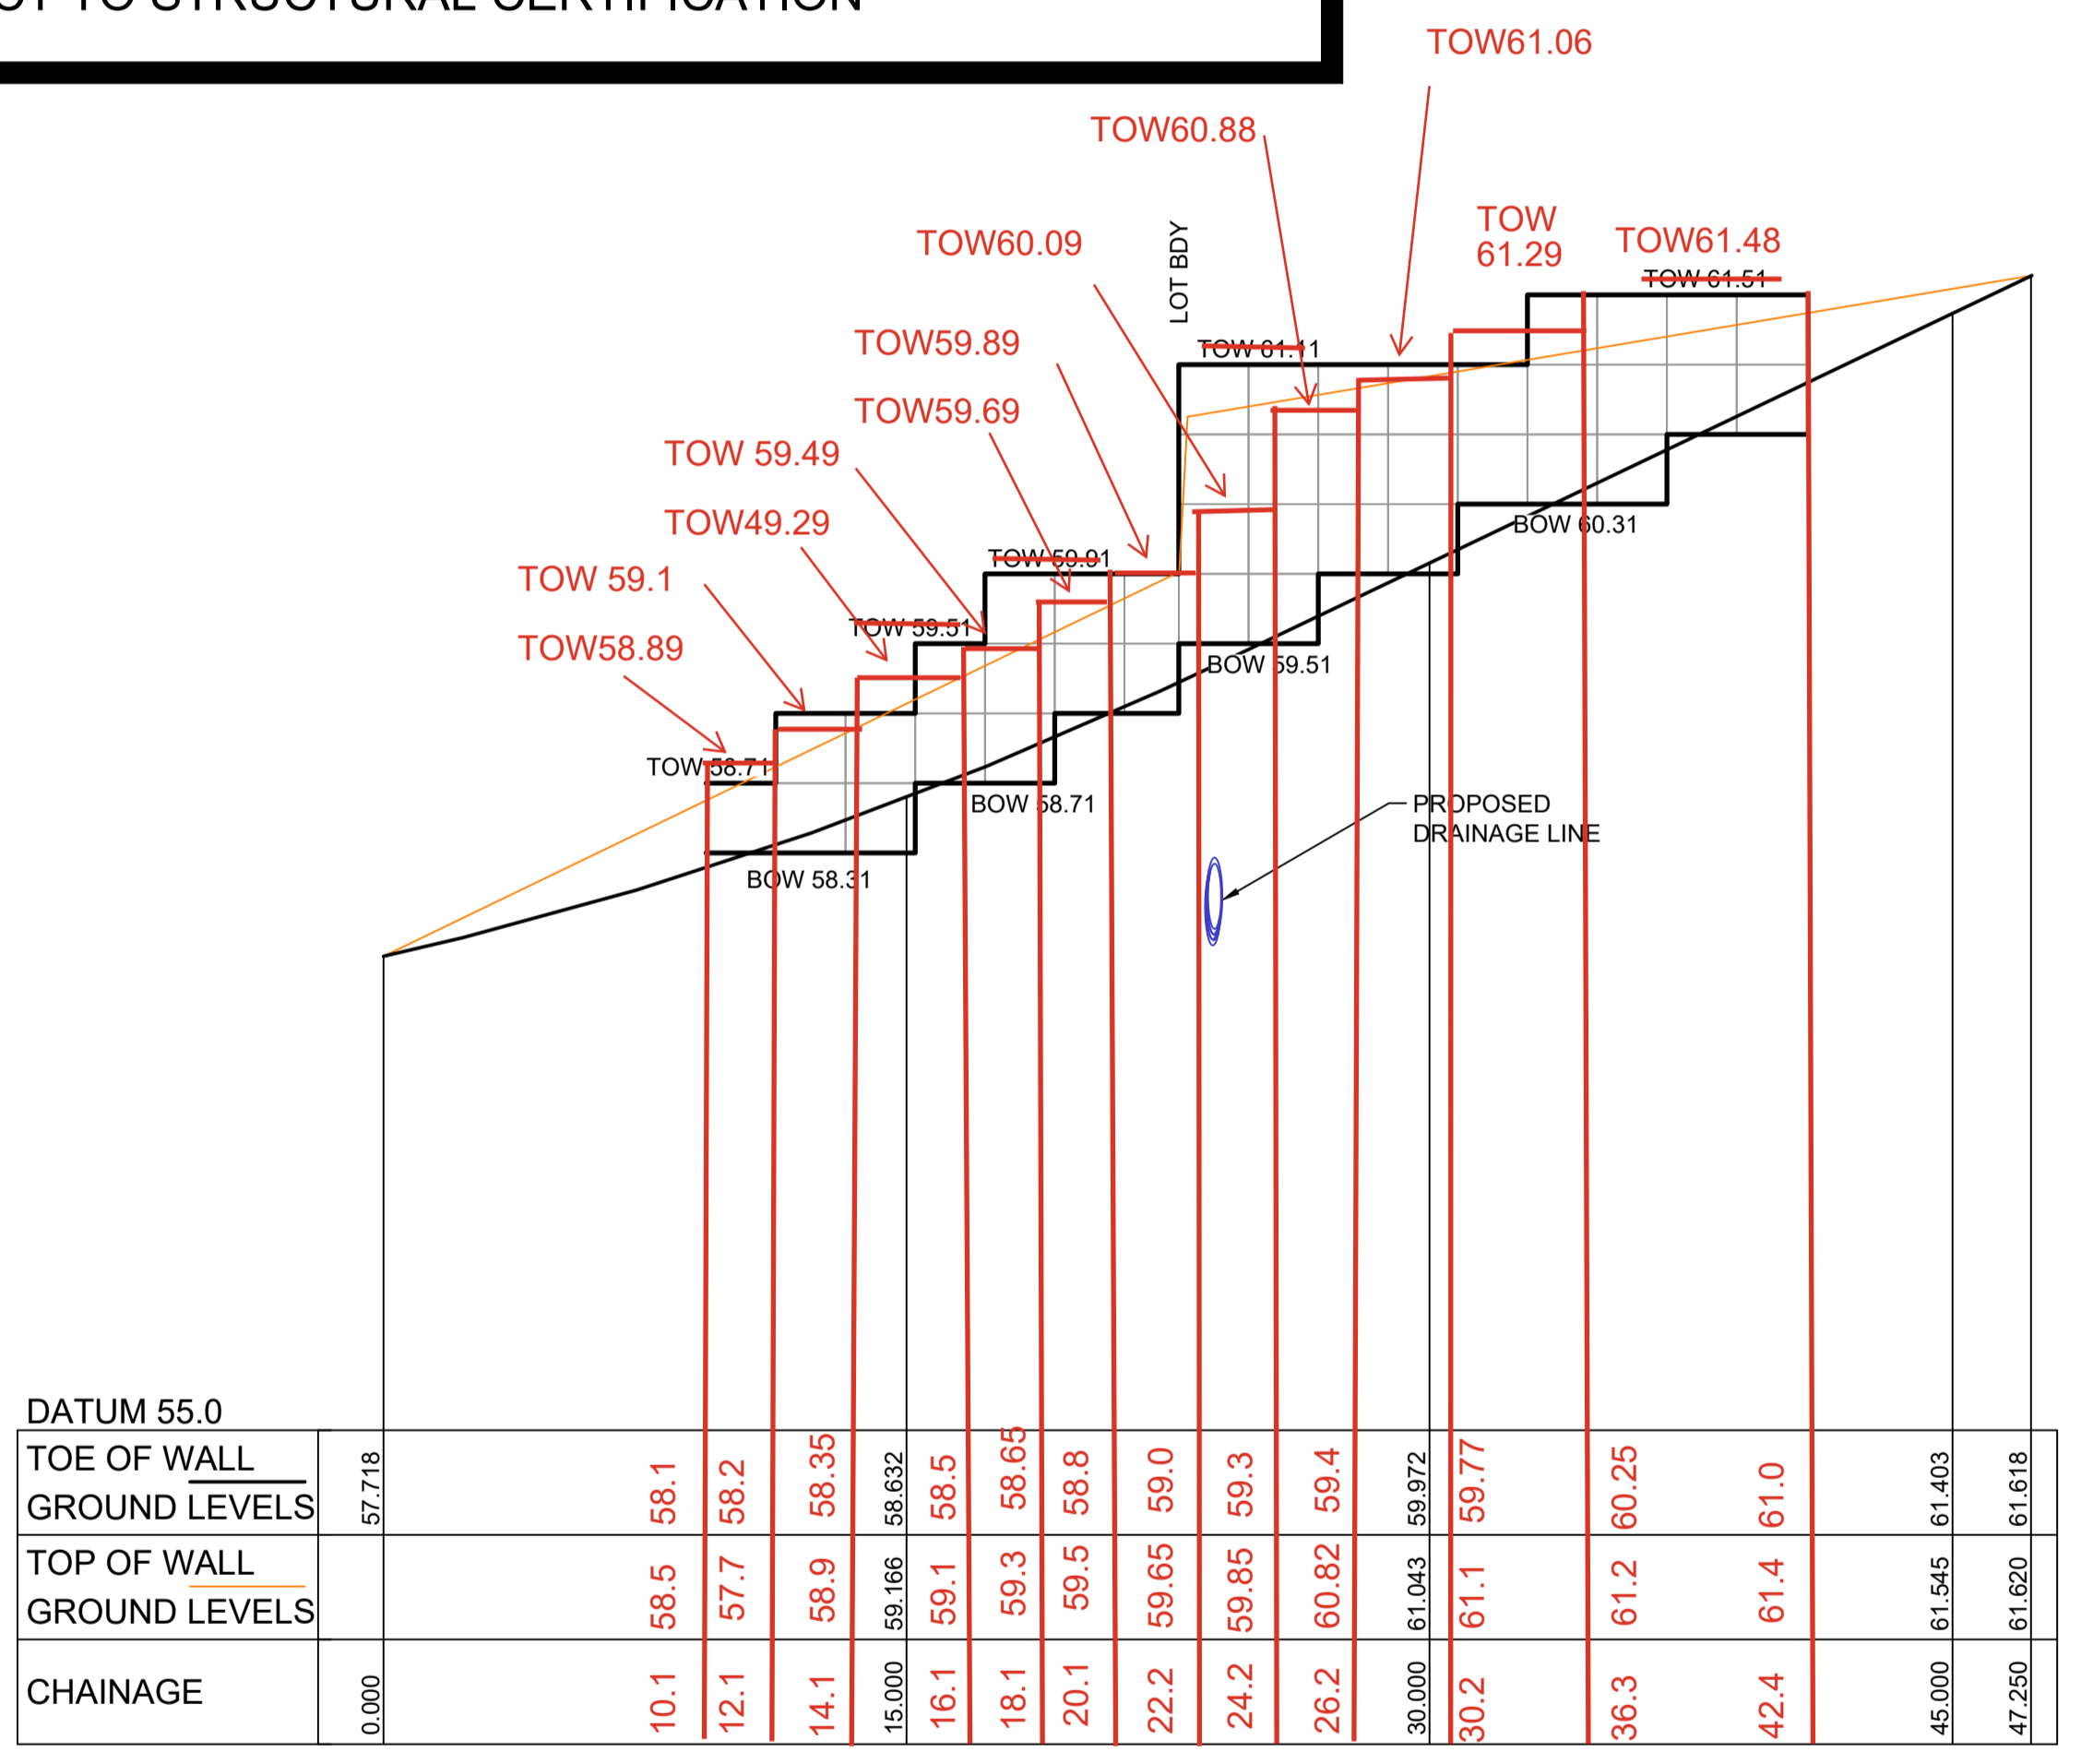 CT TO STRUCTURAL CERTIFICATION
TOW61.06
TOW60.88
TOW60.09
LOT BDY
TOW
61.29
TOW61.48
TOW 61.51
TOW59.89
TOW 61.11
TOW59.69
TOW 59.49
TOW49.29
TOW 59.91
BOW 60.31
TOW 59.1
TOW 59.51
TOW58.89
BOW 59.51
TOW 58.71
BOW 58.71
PROPOSED
DRAINAGE LINE
BOW 58.31
DATUM 55.0
TOE OF WALL
GROUND LEVELS
57.718 58.1 58.2 58.35 58.632 58.5 58.65 58.8 59.0 59.3 59.4 59.972 59.77 60.25 61.0 61.403 61.618
TOP OF WALL
GROUND LEVELS
58.5 57.7 58.9 59.166 59.1 59.3 59.5 59.65 59.85 60.82 61.043 61.1 61.2 61.4 61.545 61.620
CHAINAGE
0.000 10.1 12.1 14.1 15.000 16.1 18.1 20.1 22.2 24.2 26.2 30.000 30.2 36.3 42.4 45.000 47.250